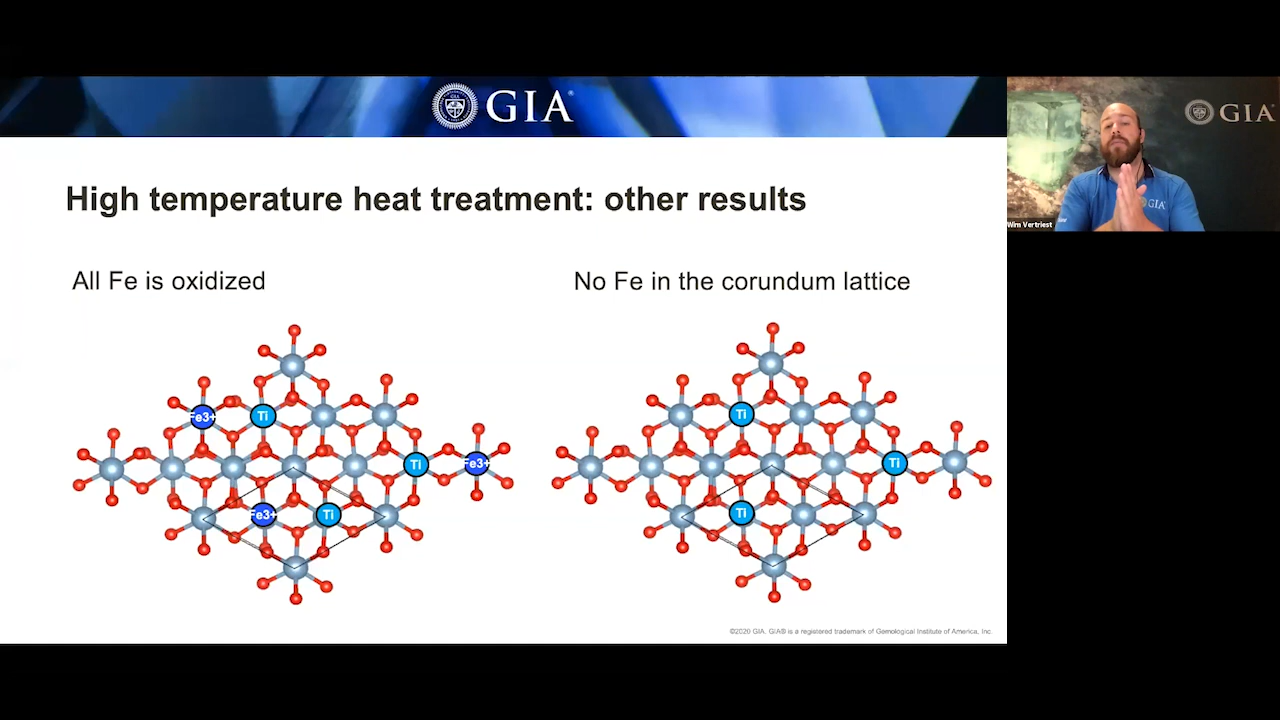 GIA®
High temperature heat treatment: other results
All Fe is oxidized
No Fe in the corundum lattice
Fe3+
Ti
Ti
Fe3+
Fe3+
Ti
Ti
Ti
Ti
©2020 GIA. GIA® is a registered trademark of Gemological Institute of America, Inc.
GIA
GIA
Wim Vertriest